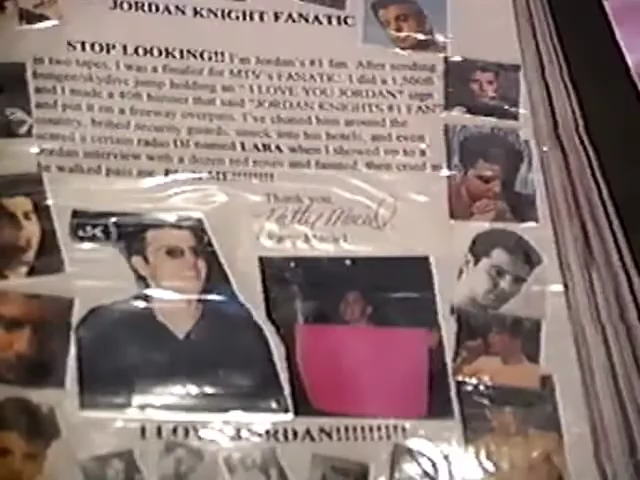 JORDAN KNIGHT FANATIC
STOP LOOKING!! I'm Jordan's #1 fan. After sending
in two tapes, I was a finalist for MTV's FANATIC. I did a
bungee/skydive jump holding an "I LOVE YOU JORDAN" sign
and I made a 40ft banner that said "JORDAN KNIGHTS #1 FAN"
and put it on a freeway overpass. I've chased him around the
country, bribed security guards, snuck into his hotels, and even
scared a certain radio DJ named LARA when I showed up to a
Jordan interview with a dozen red roses and fainted, then cried
he walked past me. ME!!!!!!!!
Thank you,
JK
I LOVE JORDAN!!!!!!!!!